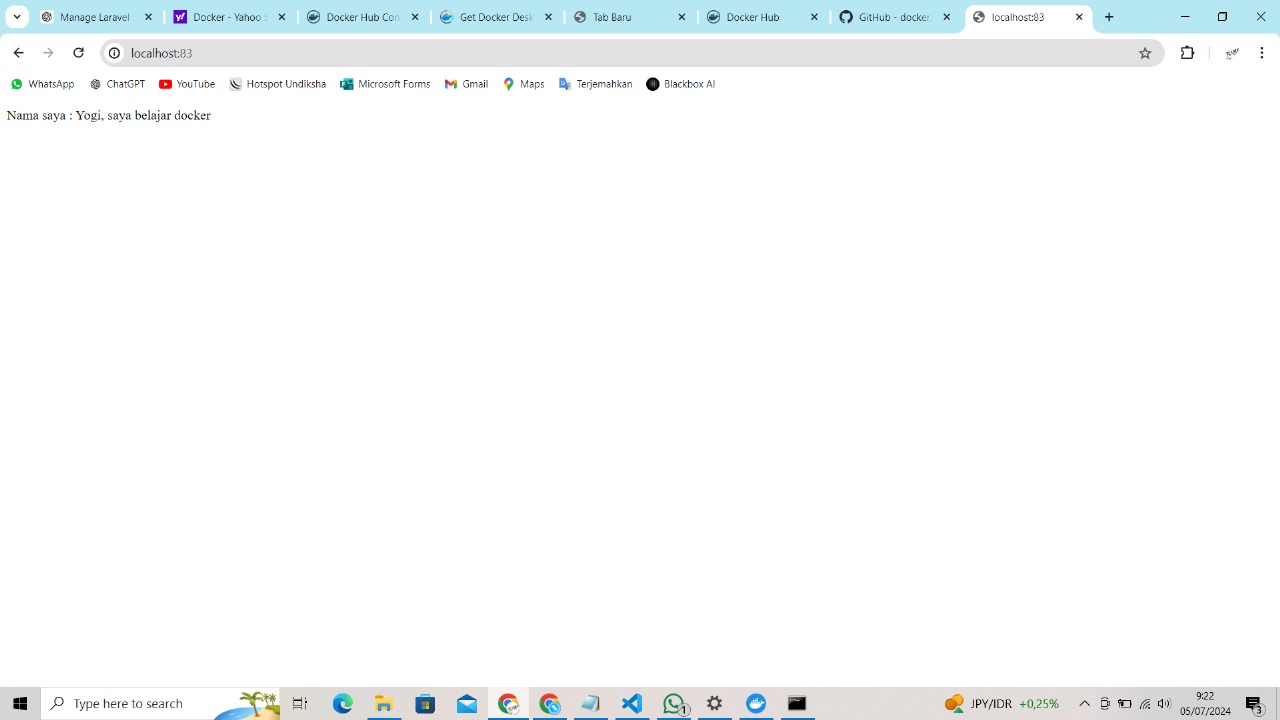 Manage Laravel
Docker - Yahoo
Docker Hub Con
Get Docker Desk
Tab Baru
Docker Hub
GitHub - docker
localhost:83
localhost:83
WhatsApp
ChatGPT
YouTube
Hotspot Undiksha
Microsoft Forms
Gmail
Maps
Terjemahkan
Blackbox AI
Nama saya : Yogi, saya belajar docker
Type here to search
1
JPY/IDR +0,25%
9:22
05/07/2024
3